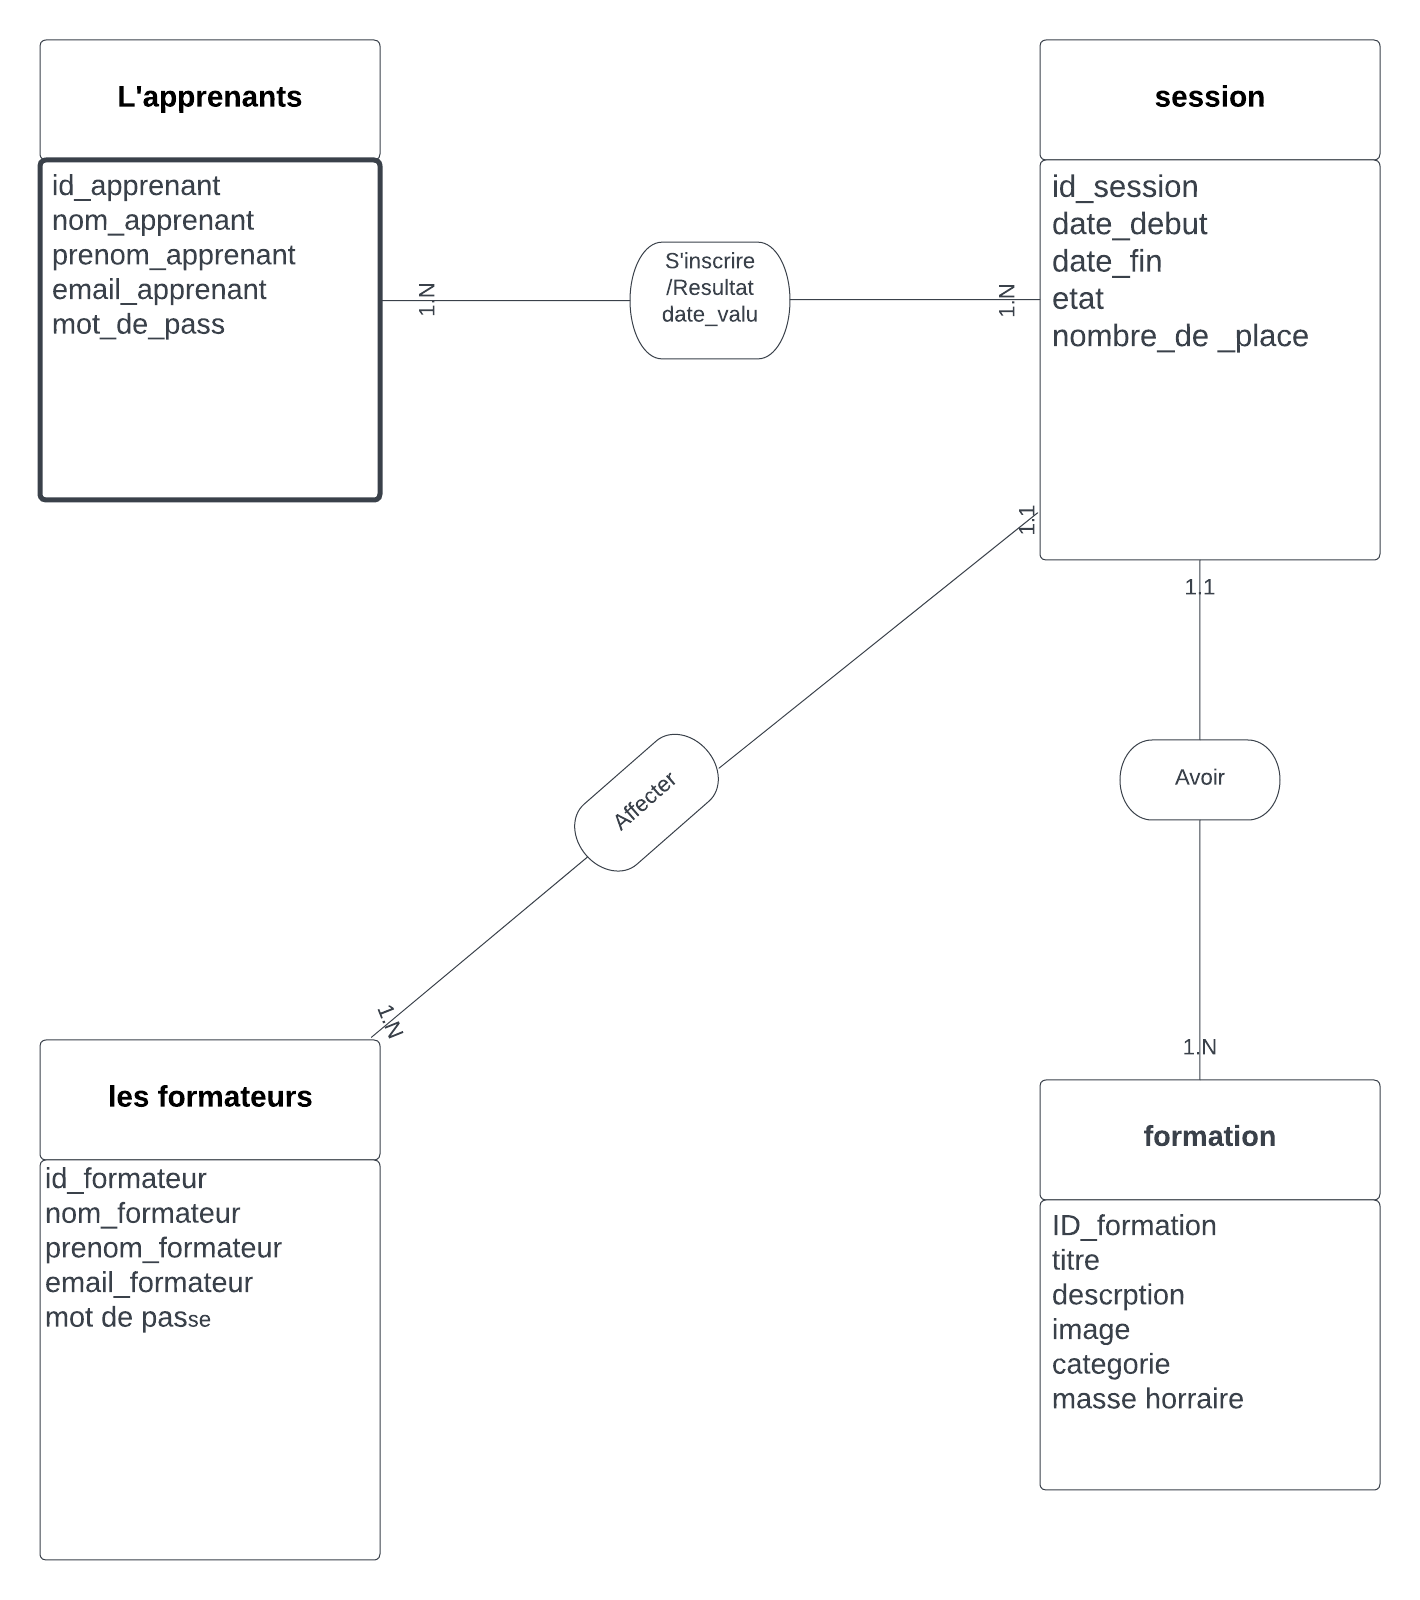 L'apprenants
id_apprenant
nom_apprenant
prenom_apprenant
email_apprenant
mot_de_pass
1.N
S'inscrire
/Resultat
date_valu
1.N
session
id_session
date_debut
date_fin
etat
nombre_de _place
1.1
1.1
Affecter
Avoir
1.N
1.N
les formateurs
id_formateur
nom_formateur
prenom_formateur
email_formateur
mot de passe
formation
ID_formation
titre
descrption
image
categorie
masse horraire